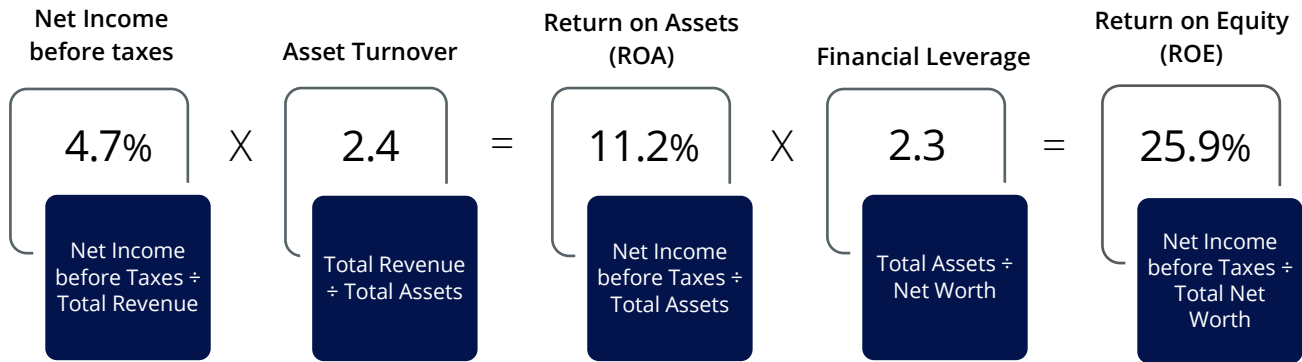 Net Income
before taxes
Asset Turnover
Return on Assets
(ROA)
Financial Leverage
Return on Equity
(ROE)
4.7%
X
2.4
=
11.2%
X
2.3
=
25.9%
Net Income
before Taxes ÷
Total Revenue
Total Revenue
÷ Total Assets
Net Income
before Taxes ÷
Total Assets
Total Assets ÷
Net Worth
Net Income
before Taxes ÷
Total Net
Worth